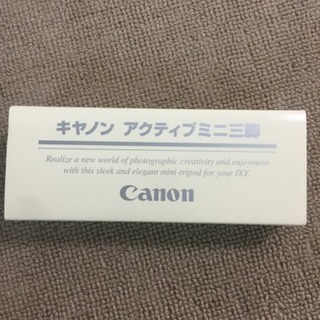 キヤノン アクティブミニ三脚
Realize a new world of photographic creativity and enjoyment
with this sleek and elegant mini-tripod for your IXY.
Canon